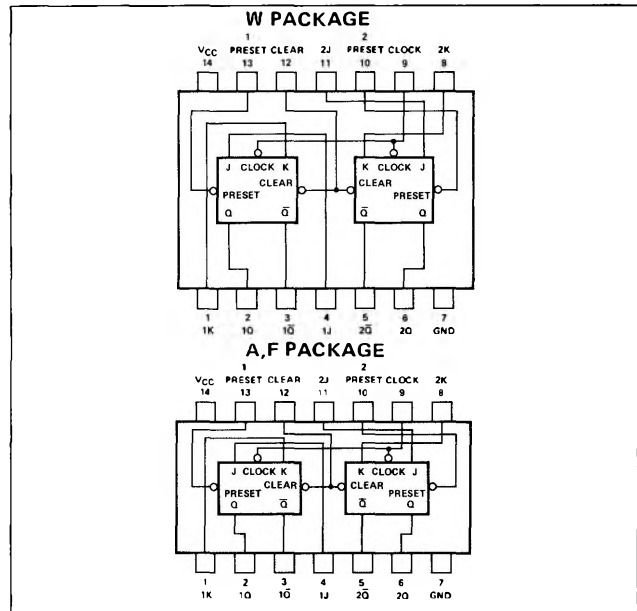 W PACKAGE
1 2
VCC PRESET CLEAR 2J PRESET CLOCK 2K
14 13 12 11 10 9 8
J CLOCK K K CLOCK J
CLEAR CLEAR
PRESET PRESET
Q Q̅ Q̅ Q
1 2 3 4 5 6 7
1K 1Q 1Q̅ 1J 2Q̅ 2Q GND
A,F PACKAGE
1 2
VCC PRESET CLEAR 2J PRESET CLOCK 2K
14 13 12 11 10 9 8
J CLOCK K K CLOCK J
CLEAR CLEAR
PRESET PRESET
Q Q̅ Q̅ Q
1 2 3 4 5 6 7
1K 1Q 1Q̅ 1J 2Q̅ 2Q GND